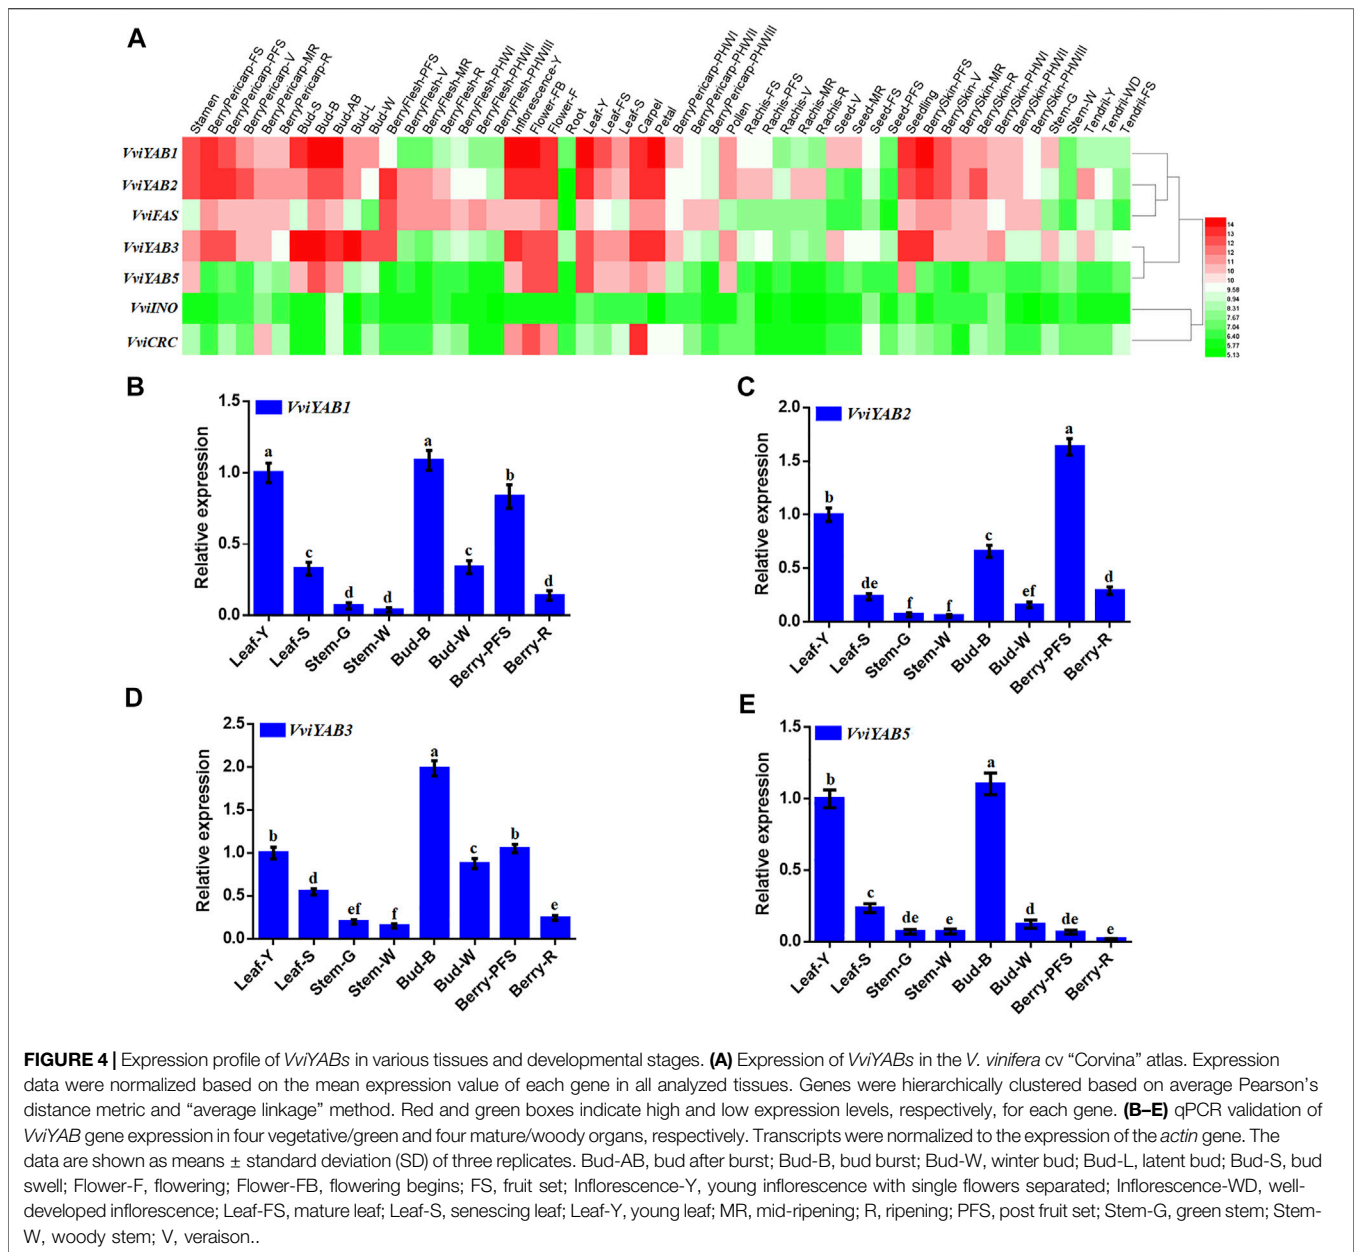 A
Stamen
BerryPericarp-FS
BerryPericarp-PFS
BerryPericarp-V
BerryPericarp-MR
BerryPericarp-R
Bud-S
Bud-B
Bud-AB
Bud-L
Bud-W
BerryFlesh-PFS
BerryFlesh-V
BerryFlesh-MR
BerryFlesh-R
BerryFlesh-PHWI
BerryFlesh-PHWII
BerryFlesh-PHWIII
Inflorescence-Y
Flower-FB
Flower-F
Root
Leaf-Y
Leaf-FS
Leaf-S
Carpel
Petal
BerryPericarp-PHWI
BerryPericarp-PHWII
BerryPericarp-PHWIII
Pollen
Rachis-FS
Rachis-PFS
Rachis-V
Rachis-MR
Rachis-R
Seed-V
Seed-MR
Seed-FS
Seed-PFS
Seedling
BerrySkin-PFS
BerrySkin-V
BerrySkin-MR
BerrySkin-R
BerrySkin-PHWI
BerrySkin-PHWII
BerrySkin-PHWIII
Stem-G
Stem-W
Tendril-Y
Tendril-WD
Tendril-FS
VviYAB1
VviYAB2
VviFAS
VviYAB3
VviYAB5
VviINO
VviCRC
14
13
12
12
11
11
10
10
9.58
8.94
8.31
7.67
7.04
6.40
5.77
5.13
B
Relative expression
1.5
1.0
0.5
0.0
VviYAB1
a
c
d
d
a
c
b
d
Leaf-Y
Leaf-S
Stem-G
Stem-W
Bud-B
Bud-W
Berry-PFS
Berry-R
C
Relative expression
2.0
1.5
1.0
0.5
0.0
VviYAB2
b
de
f
f
c
ef
a
d
Leaf-Y
Leaf-S
Stem-G
Stem-W
Bud-B
Bud-W
Berry-PFS
Berry-R
D
Relative expression
2.5
2.0
1.5
1.0
0.5
0.0
VviYAB3
b
d
ef
f
a
c
b
e
Leaf-Y
Leaf-S
Stem-G
Stem-W
Bud-B
Bud-W
Berry-PFS
Berry-R
E
Relative expression
1.5
1.0
0.5
0.0
VviYAB5
b
c
de
e
a
d
de
e
Leaf-Y
Leaf-S
Stem-G
Stem-W
Bud-B
Bud-W
Berry-PFS
Berry-R
FIGURE 4 | Expression profile of VviYABs in various tissues and developmental stages. (A) Expression of VviYABs in the V. vinifera cv “Corvina” atlas. Expression
data were normalized based on the mean expression value of each gene in all analyzed tissues. Genes were hierarchically clustered based on average Pearson’s
distance metric and “average linkage” method. Red and green boxes indicate high and low expression levels, respectively, for each gene. (B–E) qPCR validation of
VviYAB gene expression in four vegetative/green and four mature/woody organs, respectively. Transcripts were normalized to the expression of the actin gene. The
data are shown as means ± standard deviation (SD) of three replicates. Bud-AB, bud after burst; Bud-B, bud burst; Bud-W, winter bud; Bud-L, latent bud; Bud-S, bud
swell; Flower-F, flowering; Flower-FB, flowering begins; FS, fruit set; Inflorescence-Y, young inflorescence with single flowers separated; Inflorescence-WD, well-
developed inflorescence; Leaf-FS, mature leaf; Leaf-S, senescing leaf; Leaf-Y, young leaf; MR, mid-ripening; R, ripening; PFS, post fruit set; Stem-G, green stem; Stem-
W, woody stem; V, veraison..